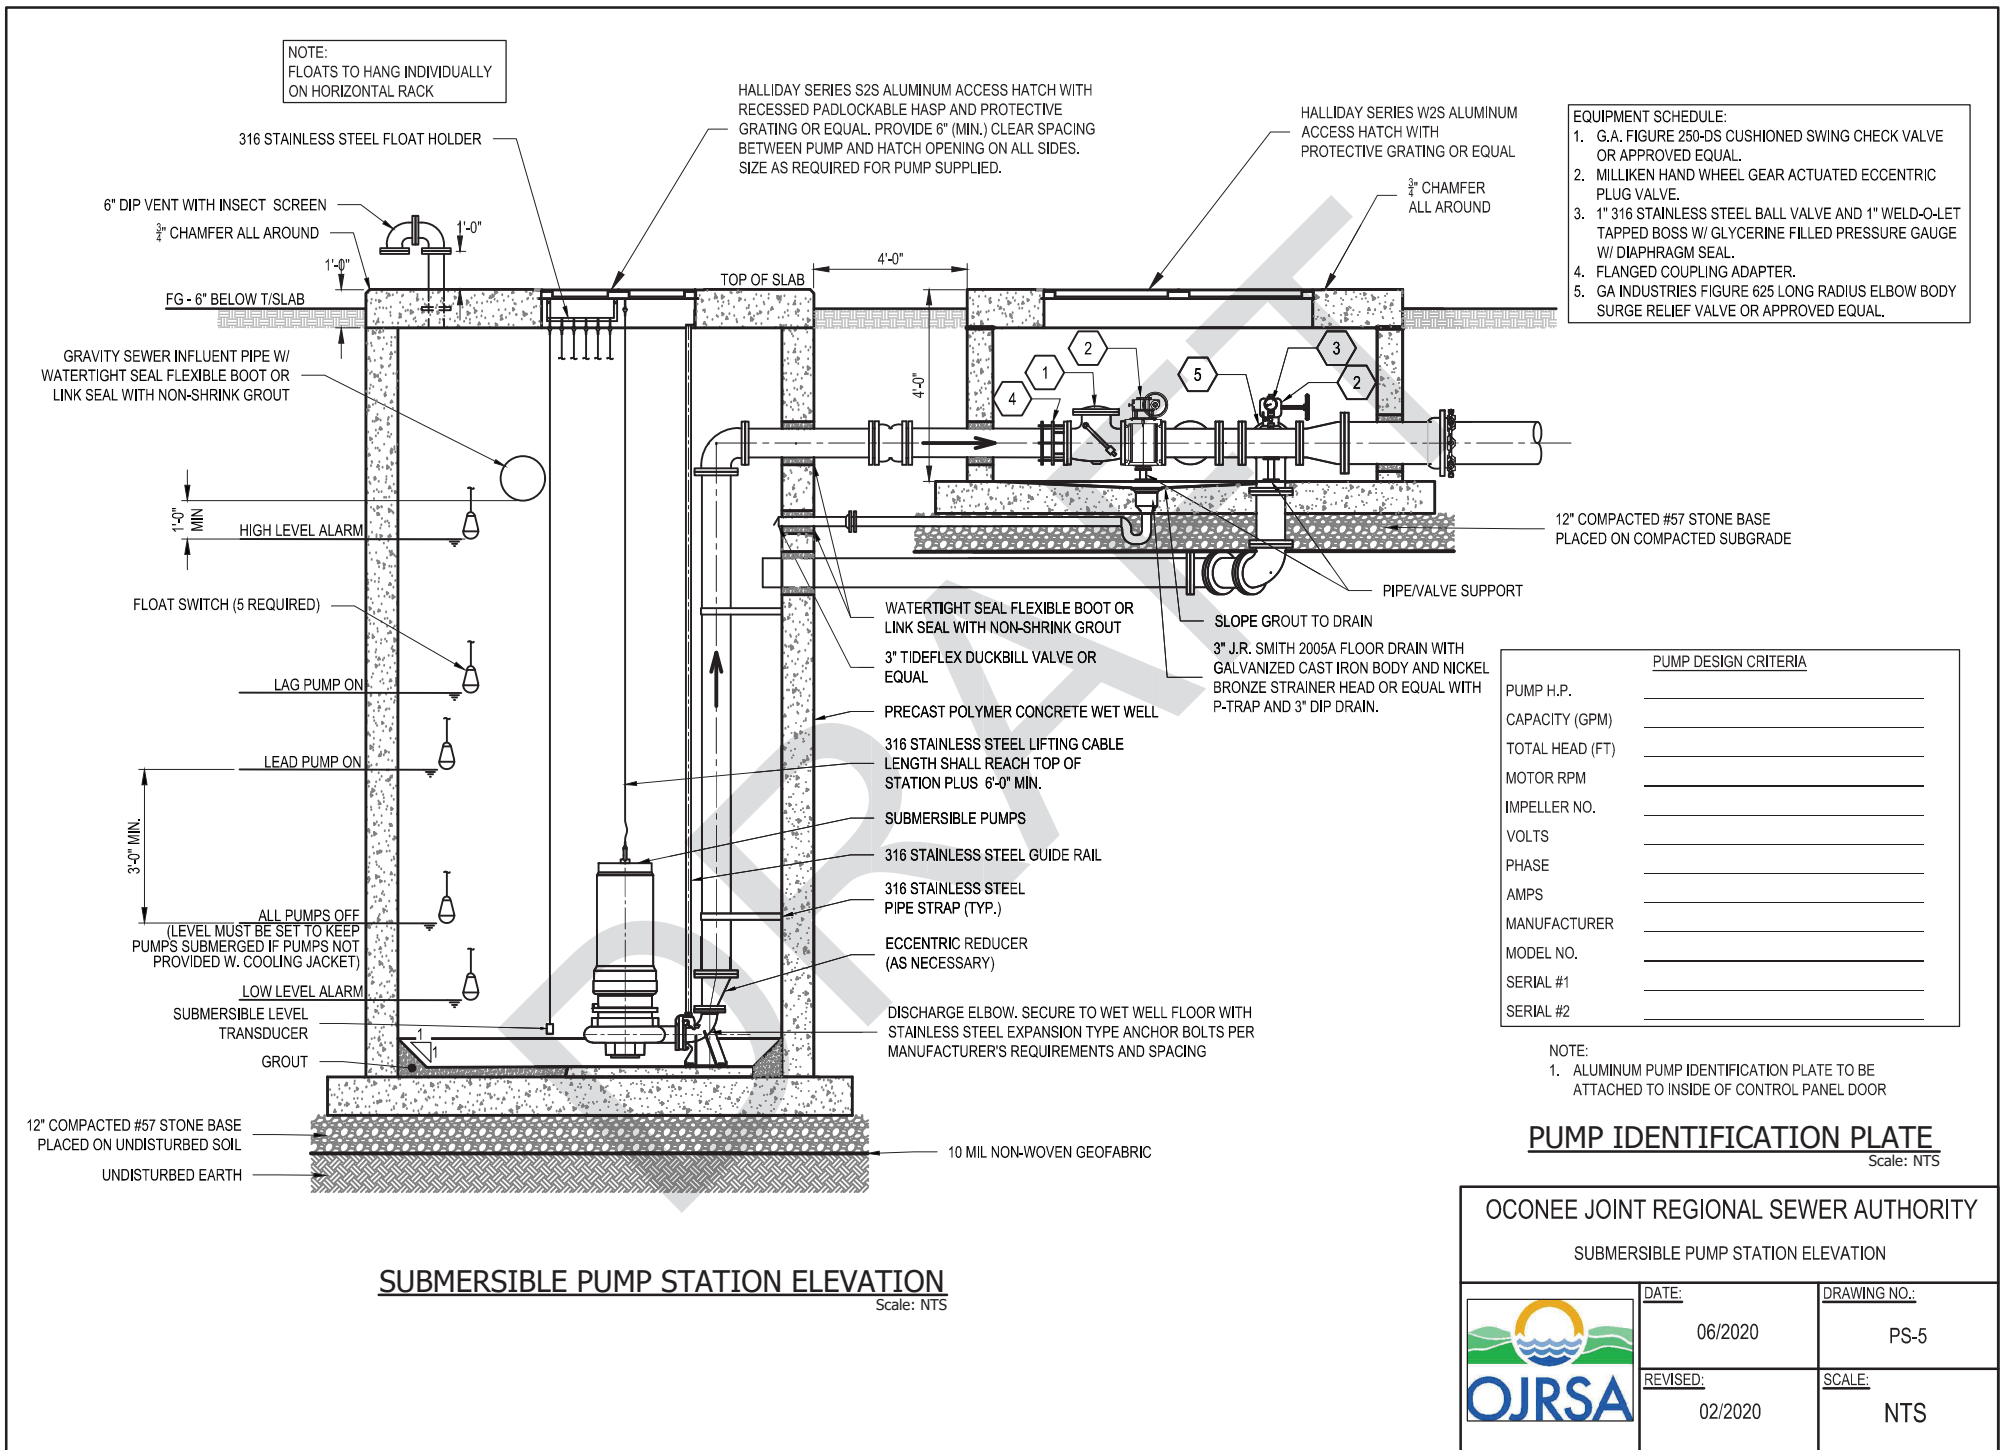 NOTE:
FLOATS TO HANG INDIVIDUALLY
ON HORIZONTAL RACK
316 STAINLESS STEEL FLOAT HOLDER
6" DIP VENT WITH INSECT SCREEN
3/4" CHAMFER ALL AROUND
1'-0"
1'-0"
FG - 6" BELOW T/SLAB
HALLIDAY SERIES S2S ALUMINUM ACCESS HATCH WITH
RECESSED PADLOCKABLE HASP AND PROTECTIVE
GRATING OR EQUAL. PROVIDE 6" (MIN.) CLEAR SPACING
BETWEEN PUMP AND HATCH OPENING ON ALL SIDES.
SIZE AS REQUIRED FOR PUMP SUPPLIED.
TOP OF SLAB
4'-0"
4'-0"
HALLIDAY SERIES W2S ALUMINUM
ACCESS HATCH WITH
PROTECTIVE GRATING OR EQUAL
3/4" CHAMFER
ALL AROUND
EQUIPMENT SCHEDULE:
1. G.A. FIGURE 250-DS CUSHIONED SWING CHECK VALVE
OR APPROVED EQUAL.
2. MILLIKEN HAND WHEEL GEAR ACTUATED ECCENTRIC
PLUG VALVE.
3. 1" 316 STAINLESS STEEL BALL VALVE AND 1" WELD-O-LET
TAPPED BOSS W/ GLYCERINE FILLED PRESSURE GAUGE
W/ DIAPHRAGM SEAL.
4. FLANGED COUPLING ADAPTER.
5. GA INDUSTRIES FIGURE 625 LONG RADIUS ELBOW BODY
SURGE RELIEF VALVE OR APPROVED EQUAL.
GRAVITY SEWER INFLUENT PIPE W/
WATERTIGHT SEAL FLEXIBLE BOOT OR
LINK SEAL WITH NON-SHRINK GROUT
4
1
2
5
3
2
1'-0"
MIN
HIGH LEVEL ALARM
FLOAT SWITCH (5 REQUIRED)
LAG PUMP ON
LEAD PUMP ON
3'-0" MIN.
ALL PUMPS OFF
(LEVEL MUST BE SET TO KEEP
PUMPS SUBMERGED IF PUMPS NOT
PROVIDED W. COOLING JACKET)
LOW LEVEL ALARM
SUBMERSIBLE LEVEL
TRANSDUCER
GROUT
1
1
12" COMPACTED #57 STONE BASE
PLACED ON UNDISTURBED SOIL
UNDISTURBED EARTH
12" COMPACTED #57 STONE BASE
PLACED ON COMPACTED SUBGRADE
PIPE/VALVE SUPPORT
SLOPE GROUT TO DRAIN
3" J.R. SMITH 2005A FLOOR DRAIN WITH
GALVANIZED CAST IRON BODY AND NICKEL
BRONZE STRAINER HEAD OR EQUAL WITH
P-TRAP AND 3" DIP DRAIN.
WATERTIGHT SEAL FLEXIBLE BOOT OR
LINK SEAL WITH NON-SHRINK GROUT
3" TIDEFLEX DUCKBILL VALVE OR
EQUAL
PRECAST POLYMER CONCRETE WET WELL
316 STAINLESS STEEL LIFTING CABLE
LENGTH SHALL REACH TOP OF
STATION PLUS 6'-0" MIN.
SUBMERSIBLE PUMPS
316 STAINLESS STEEL GUIDE RAIL
316 STAINLESS STEEL
PIPE STRAP (TYP.)
ECCENTRIC REDUCER
(AS NECESSARY)
DISCHARGE ELBOW. SECURE TO WET WELL FLOOR WITH
STAINLESS STEEL EXPANSION TYPE ANCHOR BOLTS PER
MANUFACTURER'S REQUIREMENTS AND SPACING
10 MIL NON-WOVEN GEOFABRIC
DRAFT
SUBMERSIBLE PUMP STATION ELEVATION
Scale: NTS
PUMP DESIGN CRITERIA
PUMP H.P.
CAPACITY (GPM)
TOTAL HEAD (FT)
MOTOR RPM
IMPELLER NO.
VOLTS
PHASE
AMPS
MANUFACTURER
MODEL NO.
SERIAL #1
SERIAL #2
NOTE:
1. ALUMINUM PUMP IDENTIFICATION PLATE TO BE
ATTACHED TO INSIDE OF CONTROL PANEL DOOR
PUMP IDENTIFICATION PLATE
Scale: NTS
OCONEE JOINT REGIONAL SEWER AUTHORITY
SUBMERSIBLE PUMP STATION ELEVATION
OJRSA
DATE:
06/2020
DRAWING NO.:
PS-5
REVISED:
02/2020
SCALE:
NTS